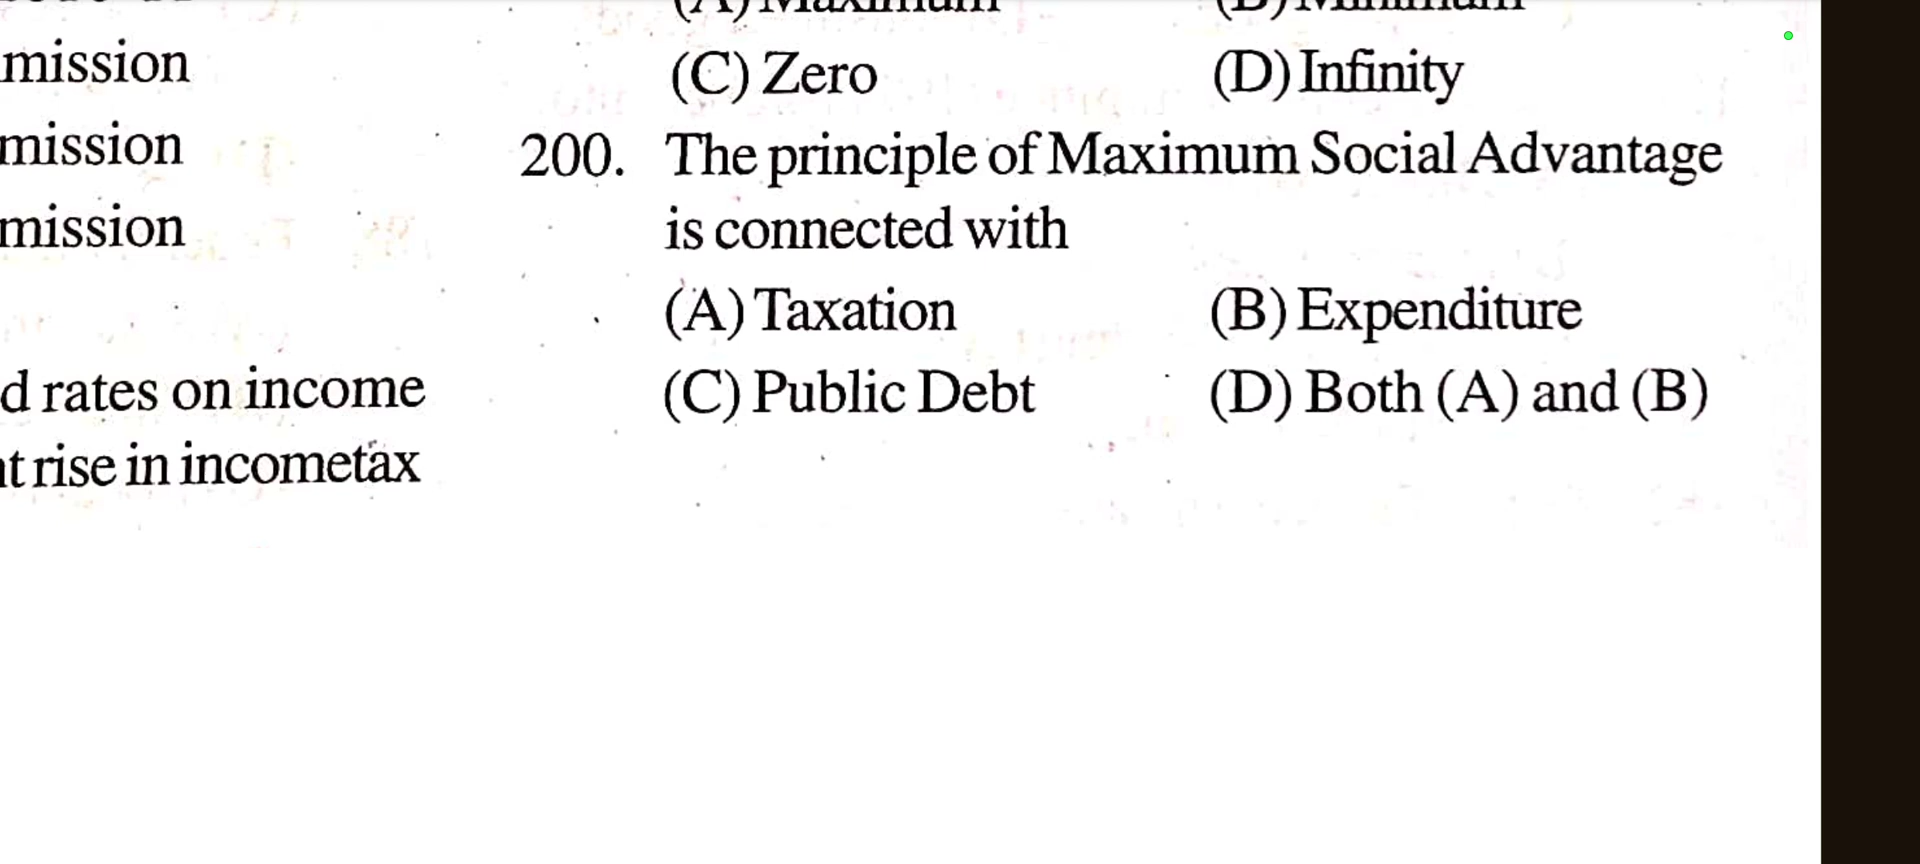 mission
mission
mission
d rates on income
t rise in incometax
(C) Zero (D) Infinity
200. The principle of Maximum Social Advantage
is connected with
(A) Taxation (B) Expenditure
(C) Public Debt (D) Both (A) and (B)